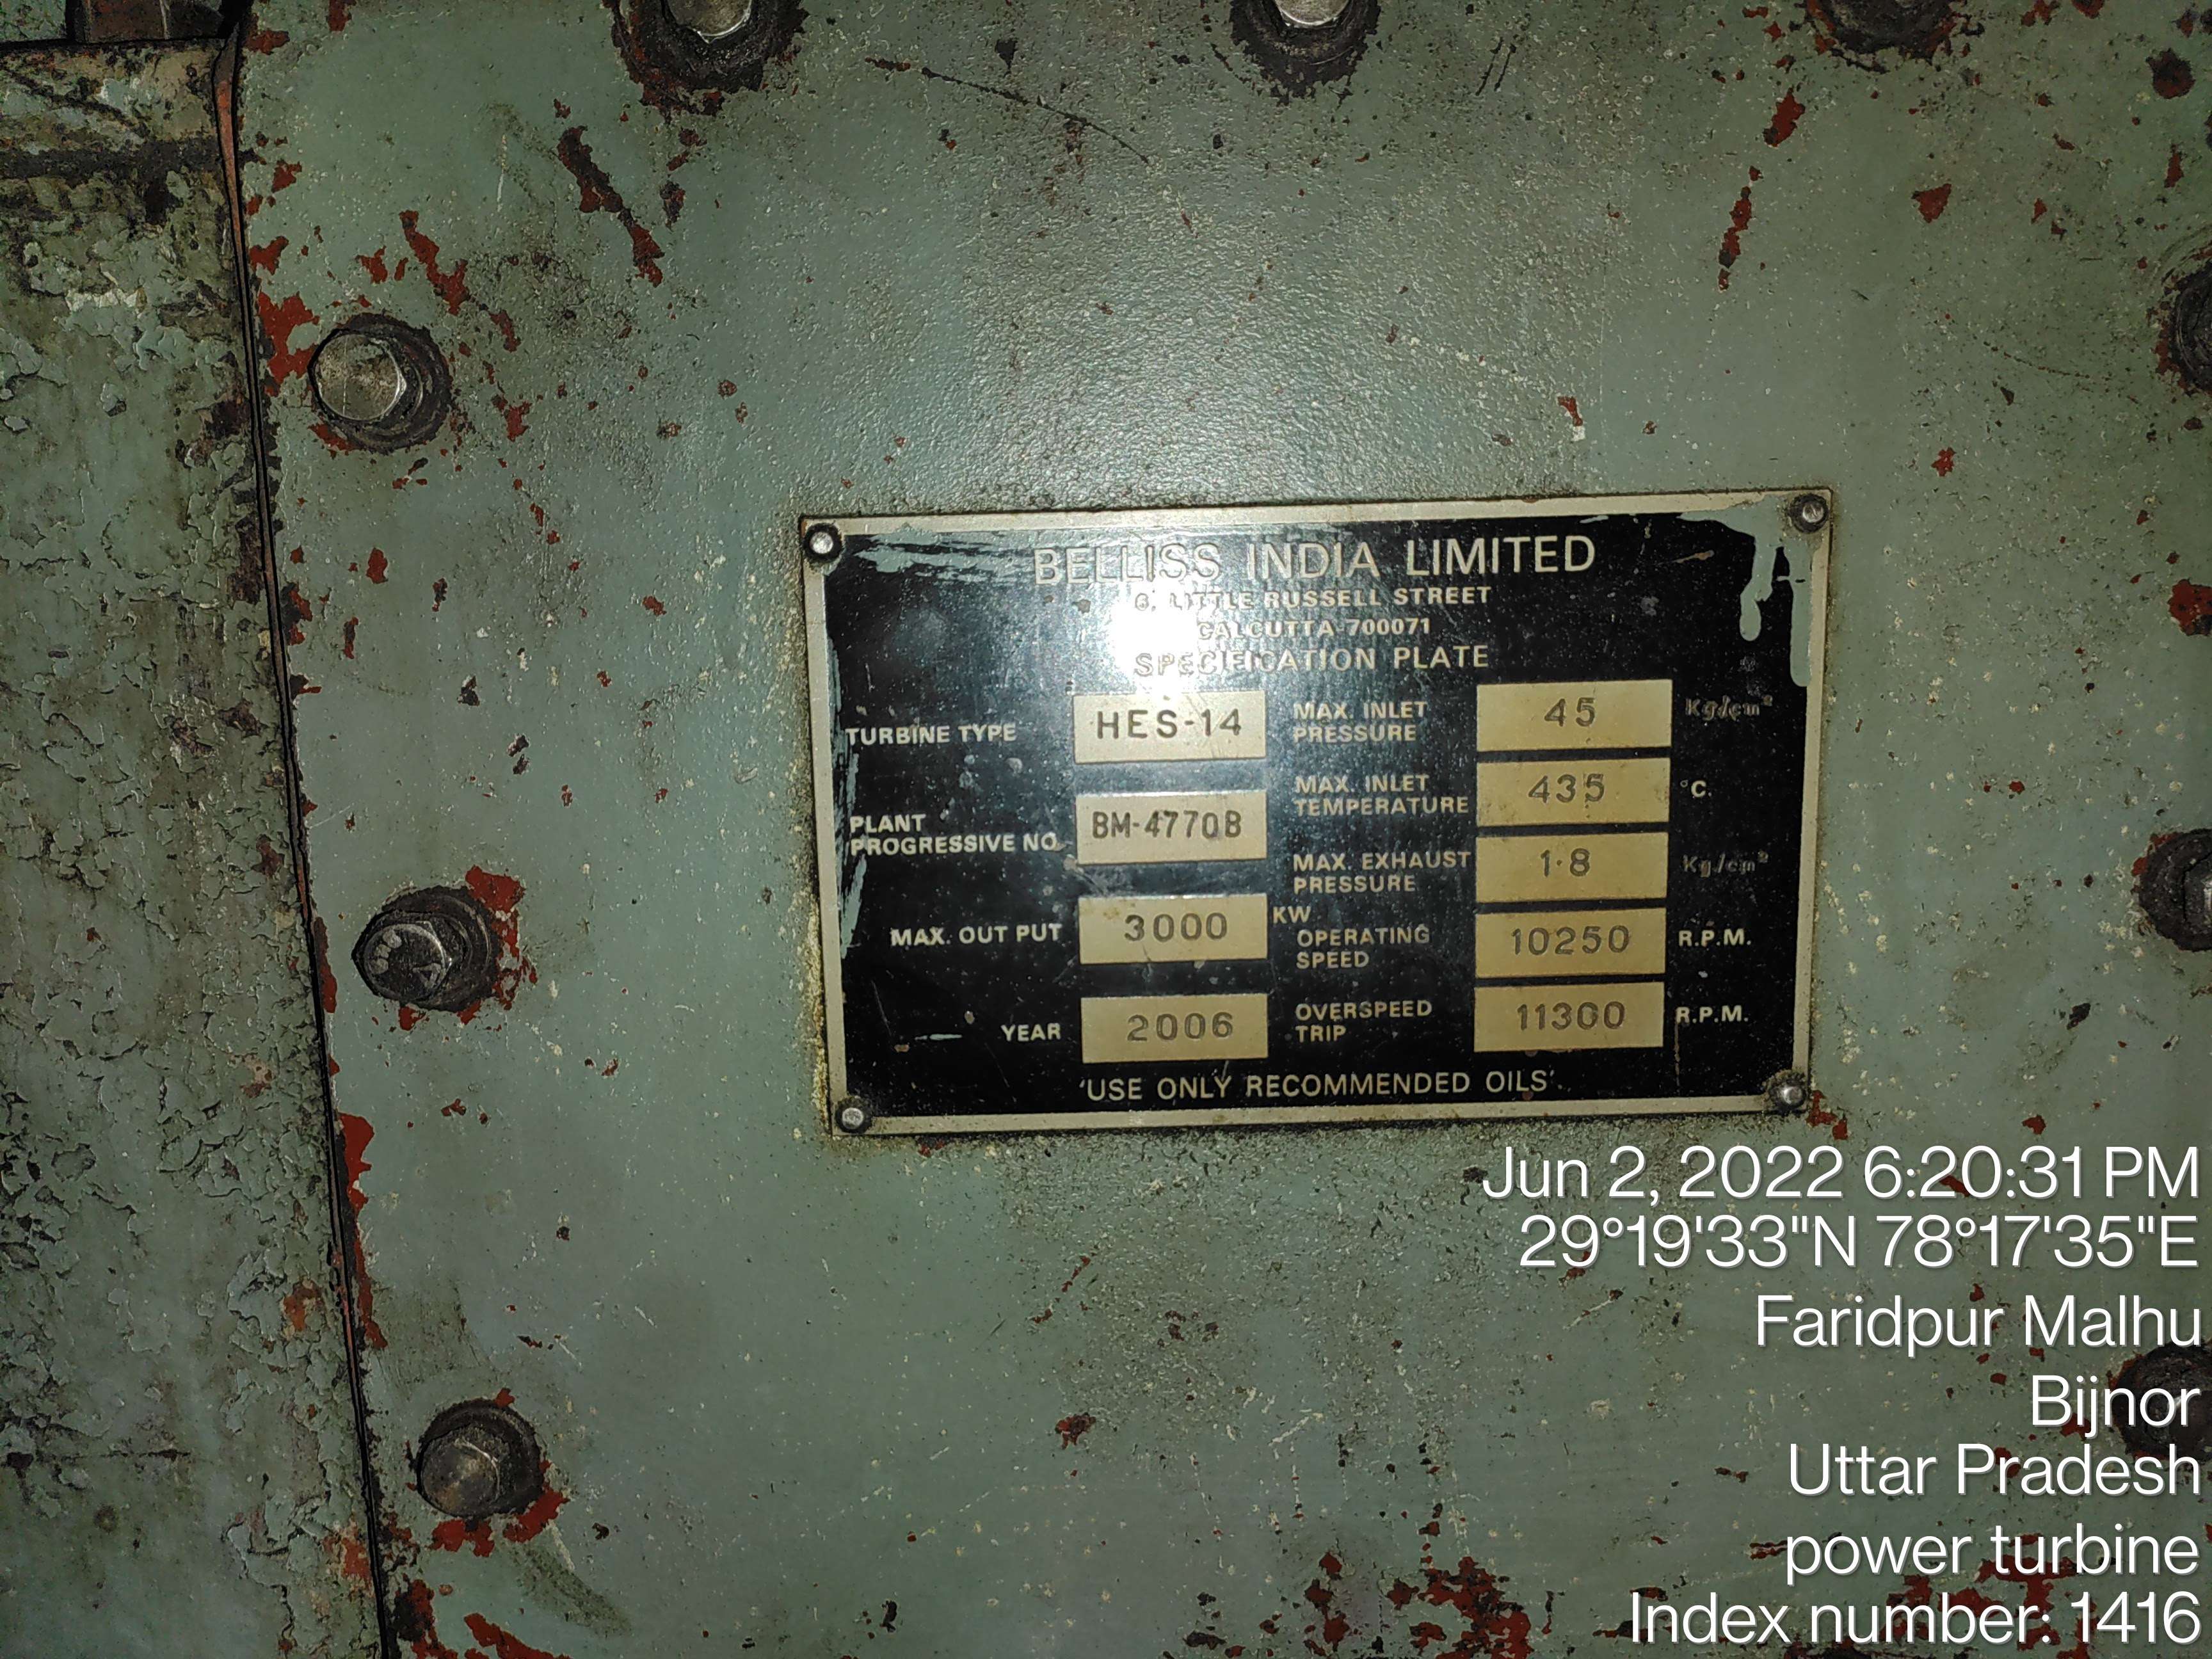 BELLISS INDIA LIMITED
6, LITTLE RUSSELL STREET
CALCUTTA-700071
SPECIFICATION PLATE
TURBINE TYPE HES-14
PLANT PROGRESSIVE NO. BM-4770B
MAX. OUT PUT 3000 KW
YEAR 2006
MAX. INLET PRESSURE 45 Kg/cm²
MAX. INLET TEMPERATURE 435 °C.
MAX. EXHAUST PRESSURE 1·8 Kg/cm²
OPERATING SPEED 10250 R.P.M.
OVERSPEED TRIP 11300 R.P.M.
'USE ONLY RECOMMENDED OILS'.
Jun 2, 2022 6:20:31 PM
29°19'33"N 78°17'35"E
Faridpur Malhu
Bijnor
Uttar Pradesh
power turbine
Index number: 1416